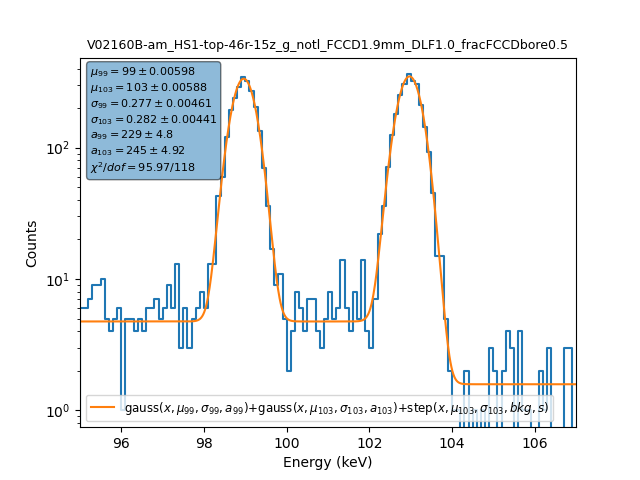 V02160B-am_HS1-top-46r-15z_g_notl_FCCD1.9mm_DLF1.0_fracFCCDbore0.5
μ₉₉ = 99 ± 0.00598
μ₁₀₃ = 103 ± 0.00588
σ₉₉ = 0.277 ± 0.00461
σ₁₀₃ = 0.282 ± 0.00441
a₉₉ = 229 ± 4.8
a₁₀₃ = 245 ± 4.92
χ²/dof = 95.97/118
10²
10¹
10⁰
Counts
gauss(x, μ₉₉, σ₉₉, a₉₉)+gauss(x, μ₁₀₃, σ₁₀₃, a₁₀₃)+step(x, μ₁₀₃, σ₁₀₃, bkg, s)
96 98 100 102 104 106
Energy (keV)